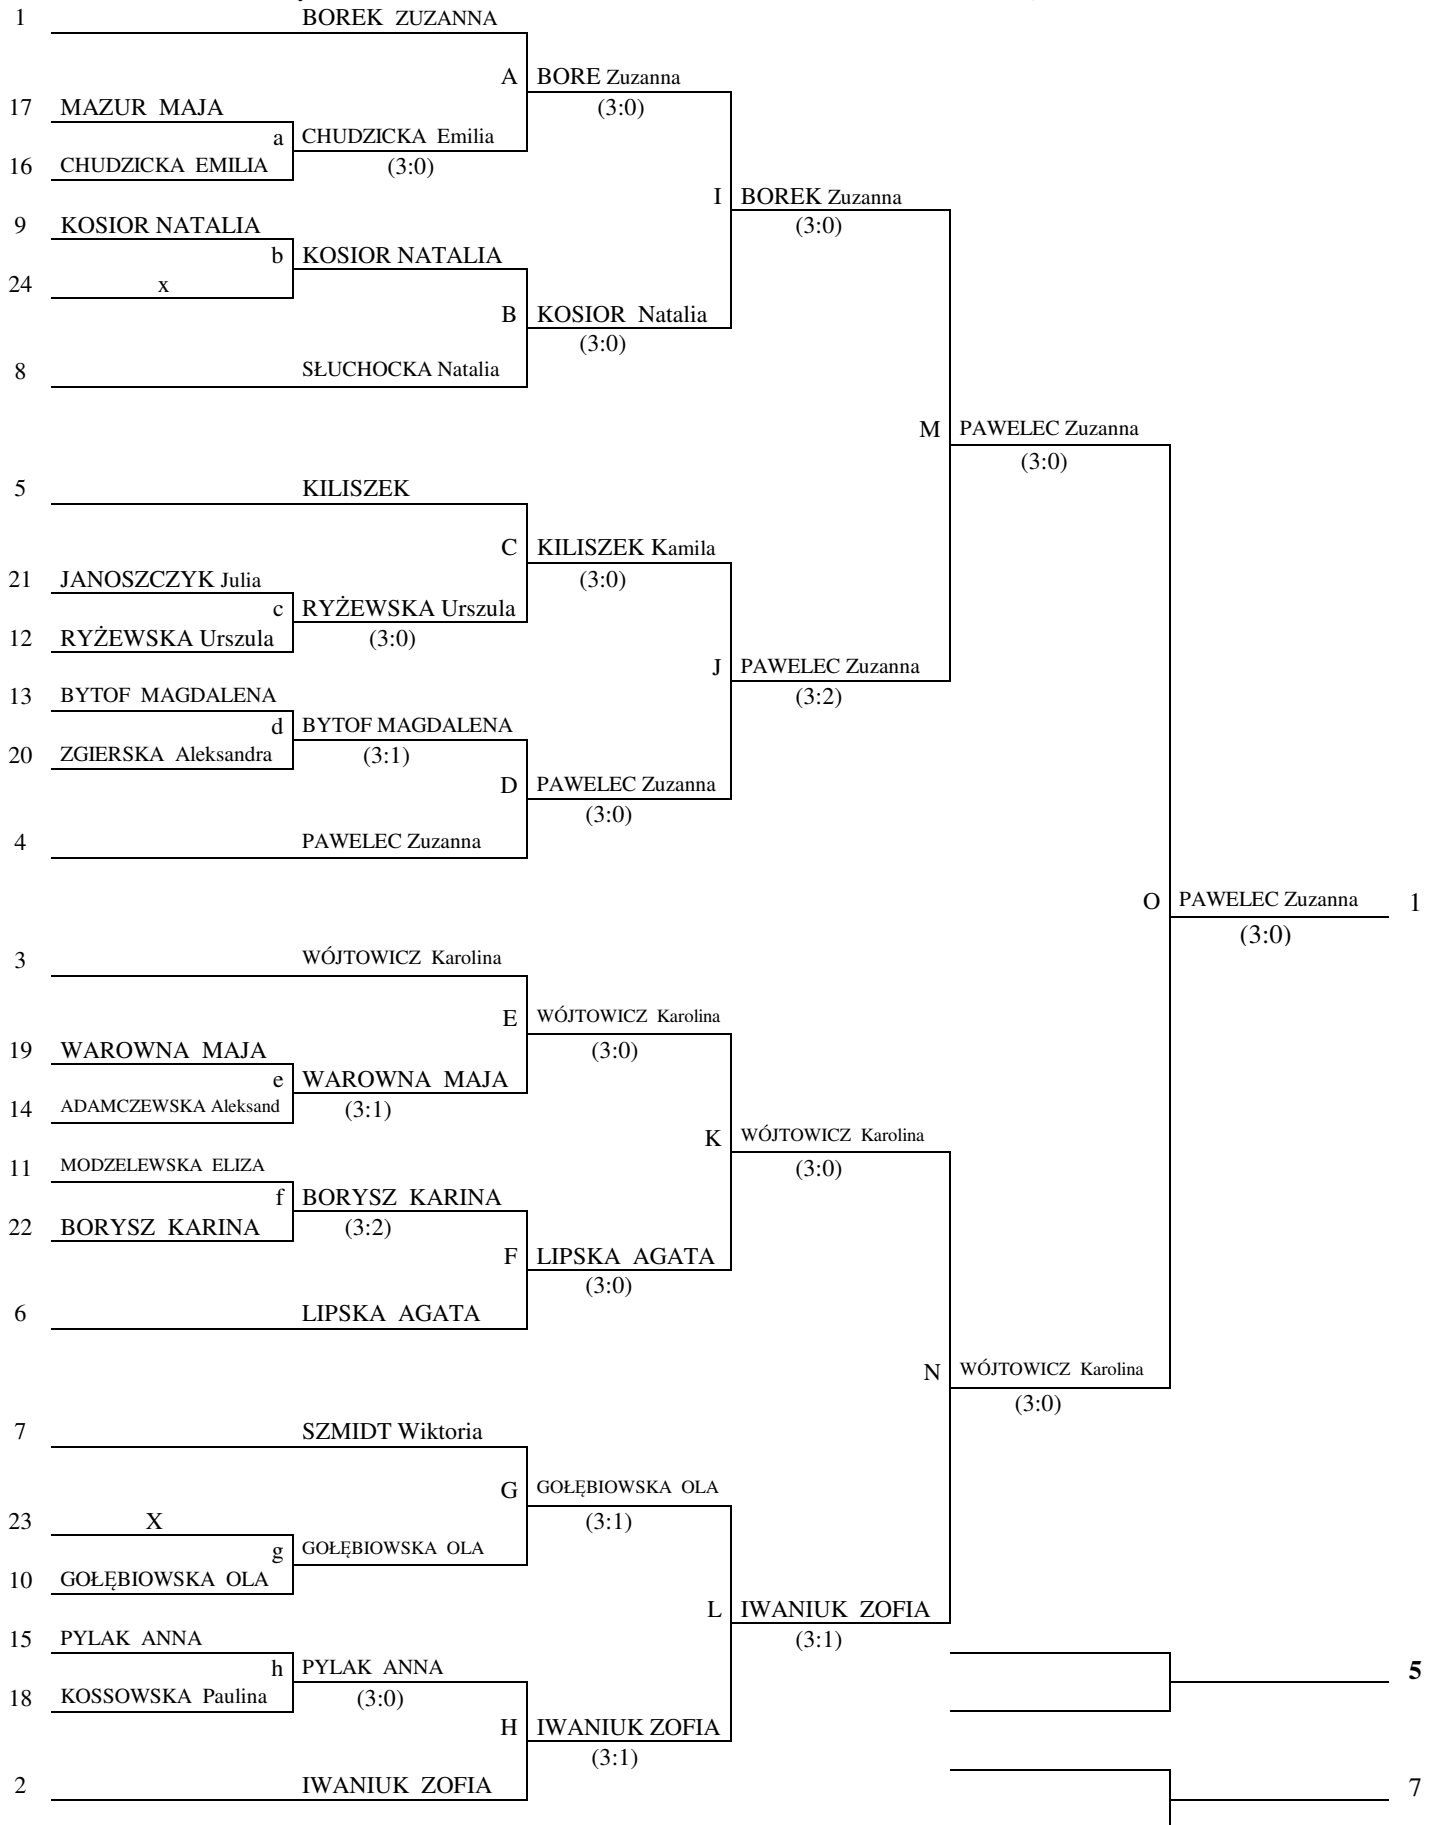 1 BOREK ZUZANNA
A BORE Zuzanna
17 MAZUR MAJA (3:0)
a CHUDZICKA Emilia
16 CHUDZICKA EMILIA (3:0)
I BOREK Zuzanna
9 KOSIOR NATALIA (3:0)
b KOSIOR NATALIA
24 x
B KOSIOR Natalia
(3:0)
8 SŁUCHOCKA Natalia
M PAWELEC Zuzanna
(3:0)
5 KILISZEK
C KILISZEK Kamila
21 JANOSZCZYK Julia (3:0)
c RYŻEWSKA Urszula
12 RYŻEWSKA Urszula (3:0)
J PAWELEC Zuzanna
13 BYTOF MAGDALENA (3:2)
d BYTOF MAGDALENA
20 ZGIERSKA Aleksandra (3:1)
D PAWELEC Zuzanna
(3:0)
4 PAWELEC Zuzanna
O PAWELEC Zuzanna 1
(3:0)
3 WÓJTOWICZ Karolina
E WÓJTOWICZ Karolina
19 WAROWNA MAJA (3:0)
e WAROWNA MAJA
14 ADAMCZEWSKA Aleksand (3:1)
K WÓJTOWICZ Karolina
11 MODZELEWSKA ELIZA (3:0)
f BORYSZ KARINA
22 BORYSZ KARINA (3:2)
F LIPSKA AGATA
(3:0)
6 LIPSKA AGATA
N WÓJTOWICZ Karolina
(3:0)
7 SZMIDT Wiktoria
G GOŁĘBIOWSKA OLA
23 X (3:1)
g GOŁĘBIOWSKA OLA
10 GOŁĘBIOWSKA OLA
L IWANIUK ZOFIA
15 PYLAK ANNA (3:1)
h PYLAK ANNA 5
18 KOSSOWSKA Paulina (3:0)
H IWANIUK ZOFIA
(3:1)
2 IWANIUK ZOFIA 7